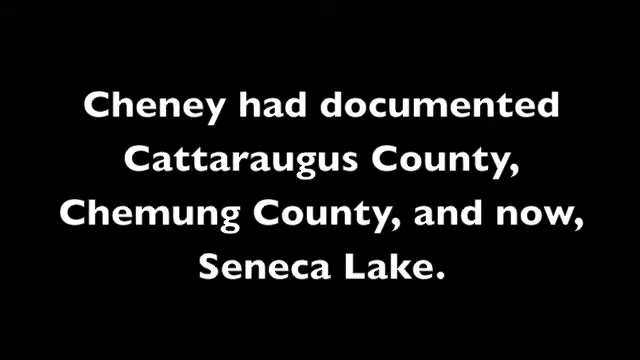 Cheney had documented
Cattaraugus County,
Chemung County, and now,
Seneca Lake.